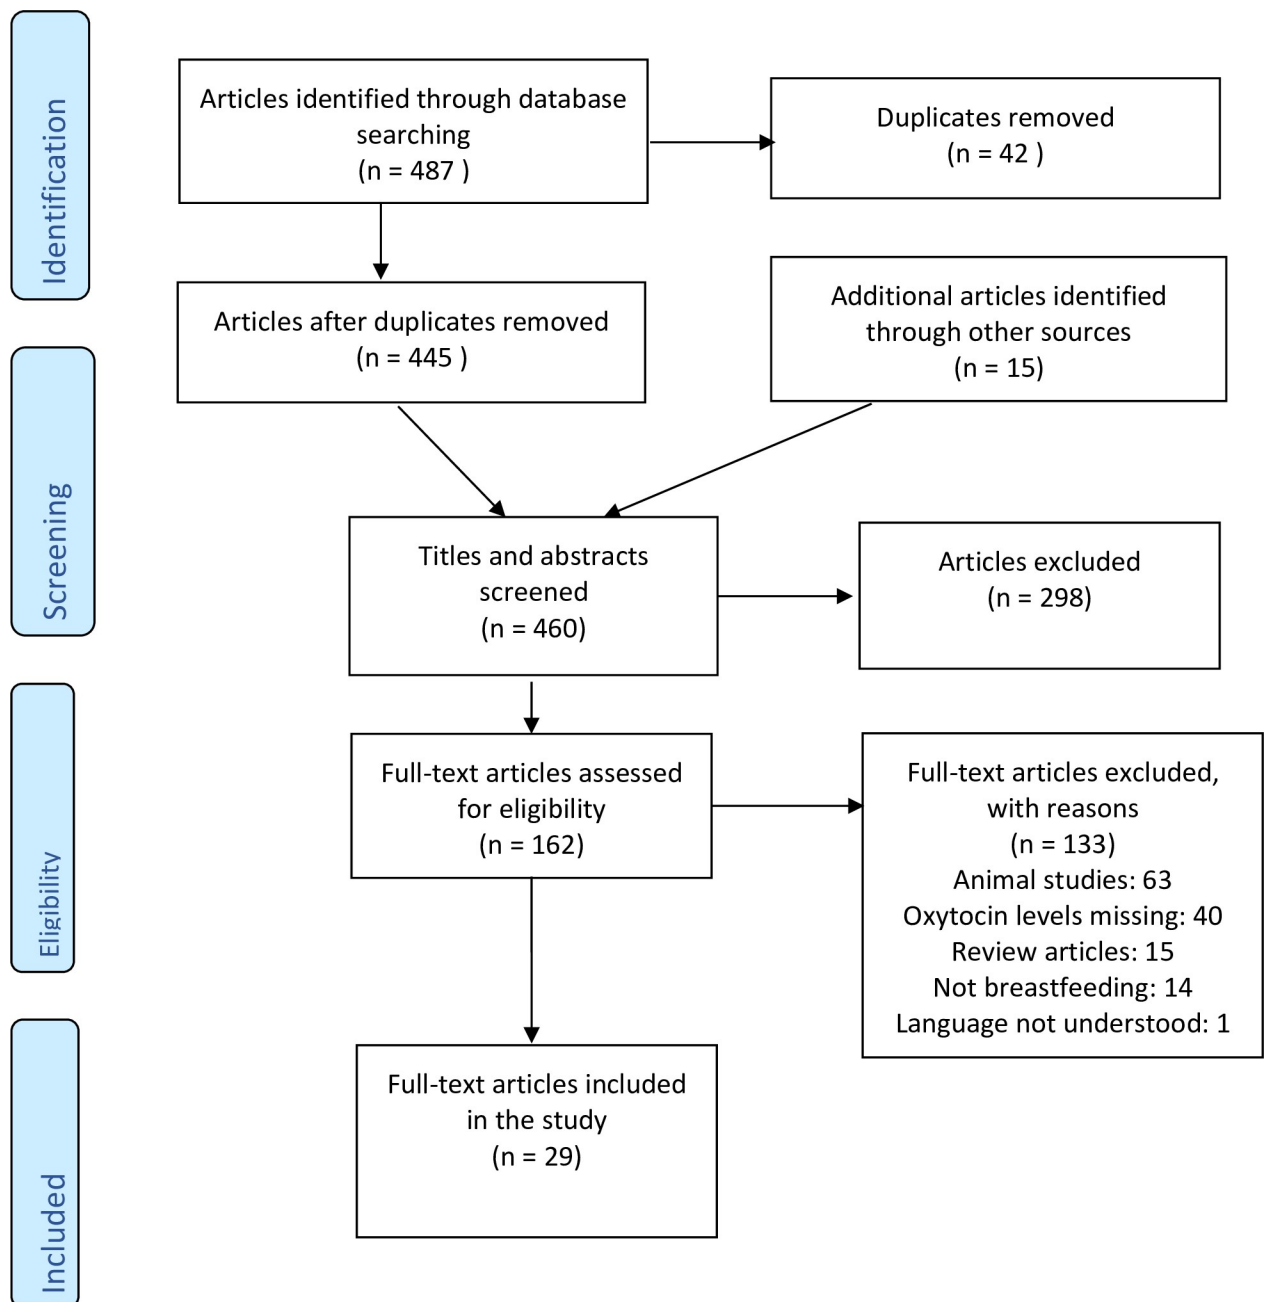 Identification
Articles identified through database
searching
(n = 487 )
Duplicates removed
(n = 42 )
Articles after duplicates removed
(n = 445 )
Additional articles identified
through other sources
(n = 15)
Screening
Titles and abstracts
screened
(n = 460)
Articles excluded
(n = 298)
Eligibility
Full-text articles assessed
for eligibility
(n = 162)
Full-text articles excluded,
with reasons
(n = 133)
Animal studies: 63
Oxytocin levels missing: 40
Review articles: 15
Not breastfeeding: 14
Language not understood: 1
Included
Full-text articles included
in the study
(n = 29)